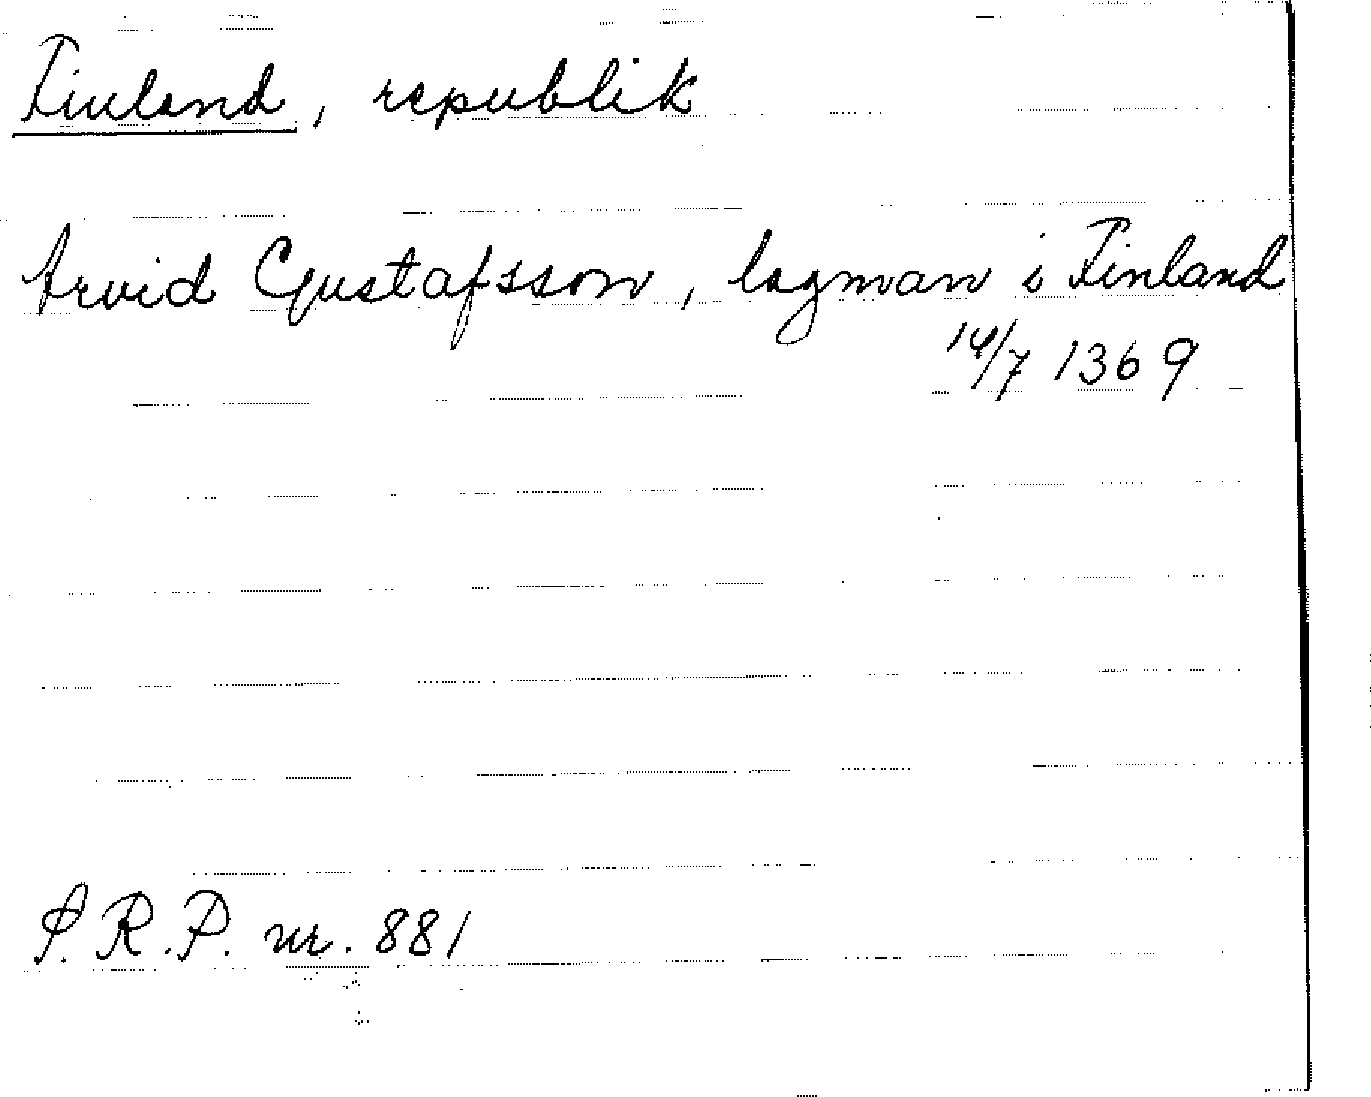 Finland, republik
Arvid Gustafsson, lagman i Finland
14/7 1369
S.R.P. nr. 881